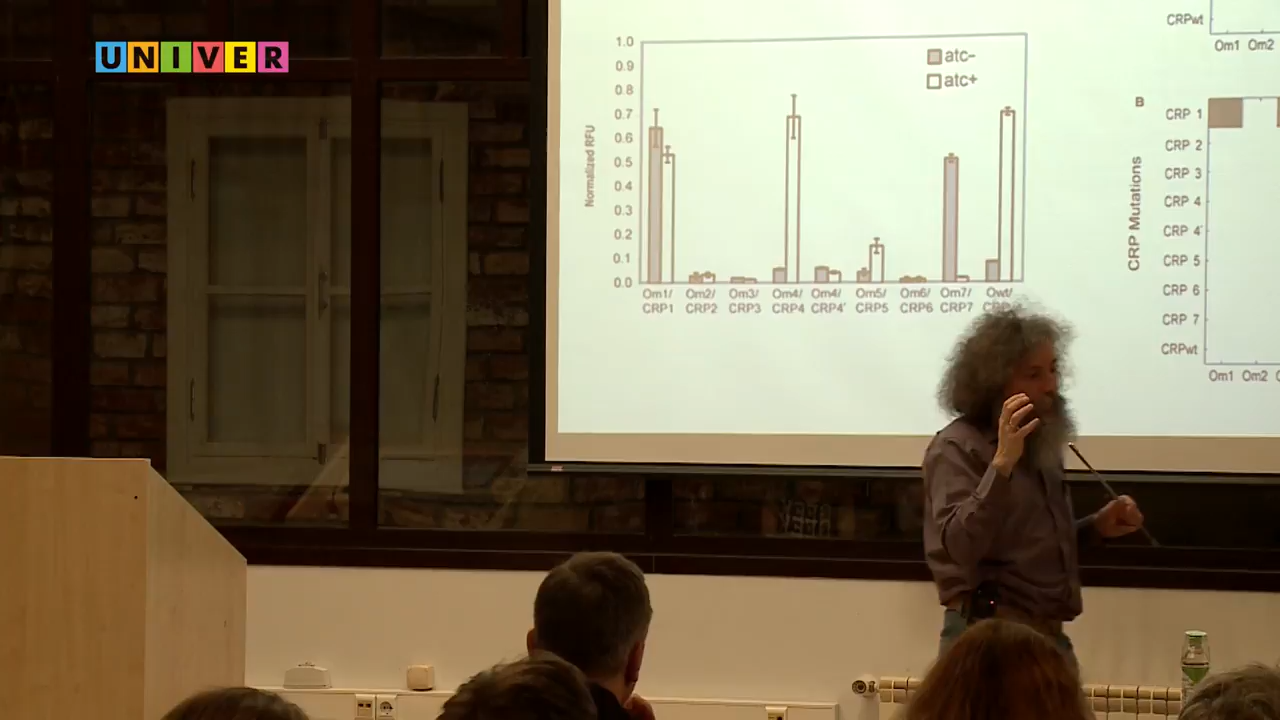 UNIVER
1.0
0.9
0.8
0.7
0.6
0.5
0.4
0.3
0.2
0.1
0.0
Normalized RFU
atc–
atc+
Om1/ Om2/ Om3/ Om4/ Om4/ Om5/ Om6/ Om7/ Owt/
CRP1 CRP2 CRP3 CRP4 CRP4' CRP5 CRP6 CRP7
CRPwt
Om1 Om2
B
CRP Mutations
CRP 1
CRP 2
CRP 3
CRP 4
CRP 4'
CRP 5
CRP 6
CRP 7
CRPwt
Om1 Om2